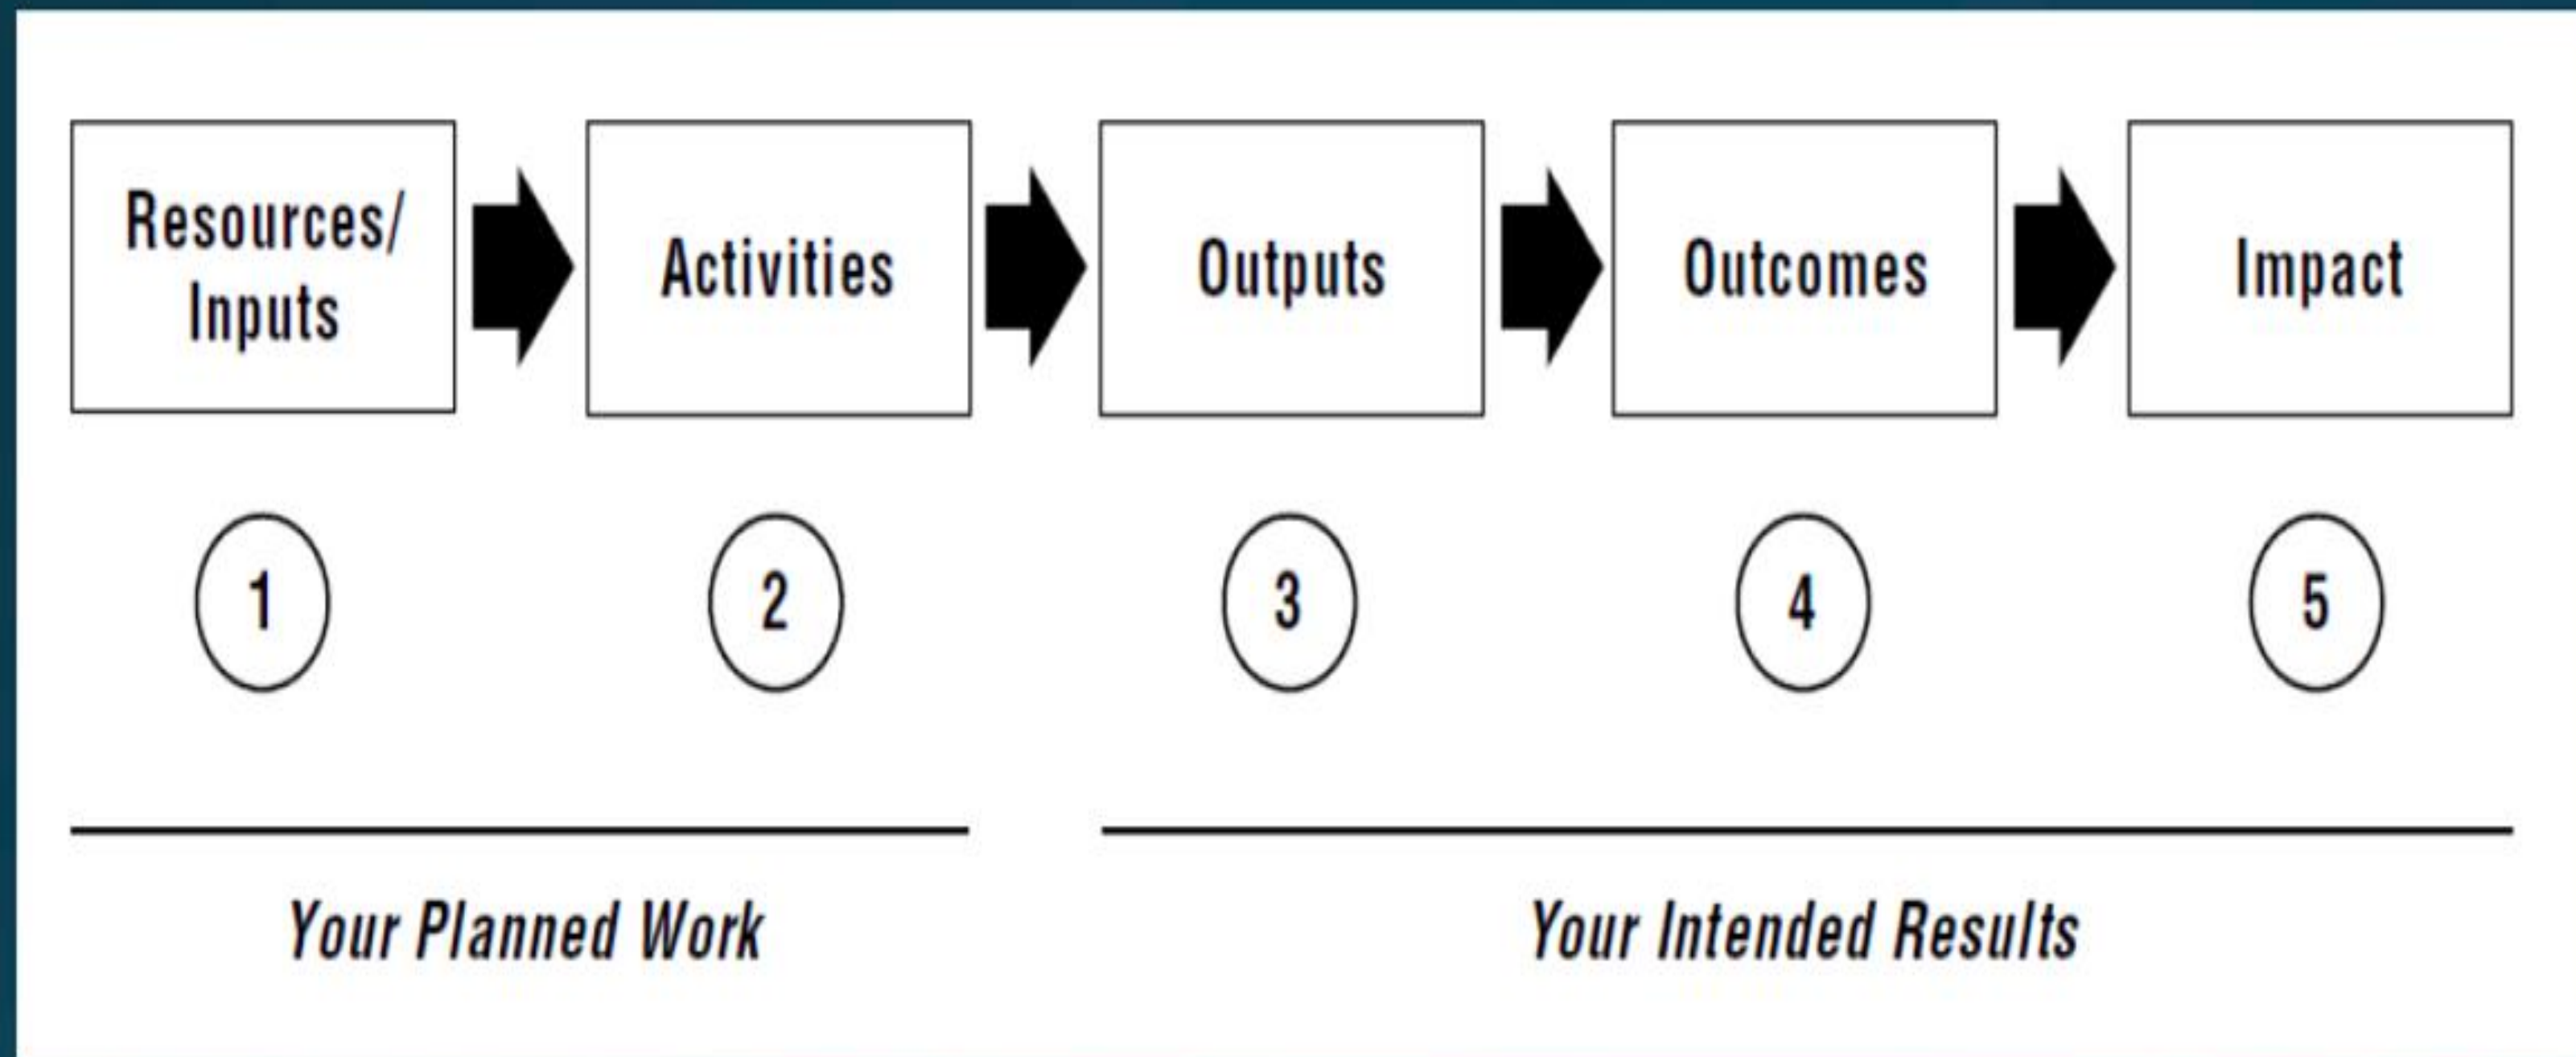 Resources/
Inputs
Activities
Outputs
Outcomes
Impact
1
2
3
4
5
Your Planned Work
Your Intended Results